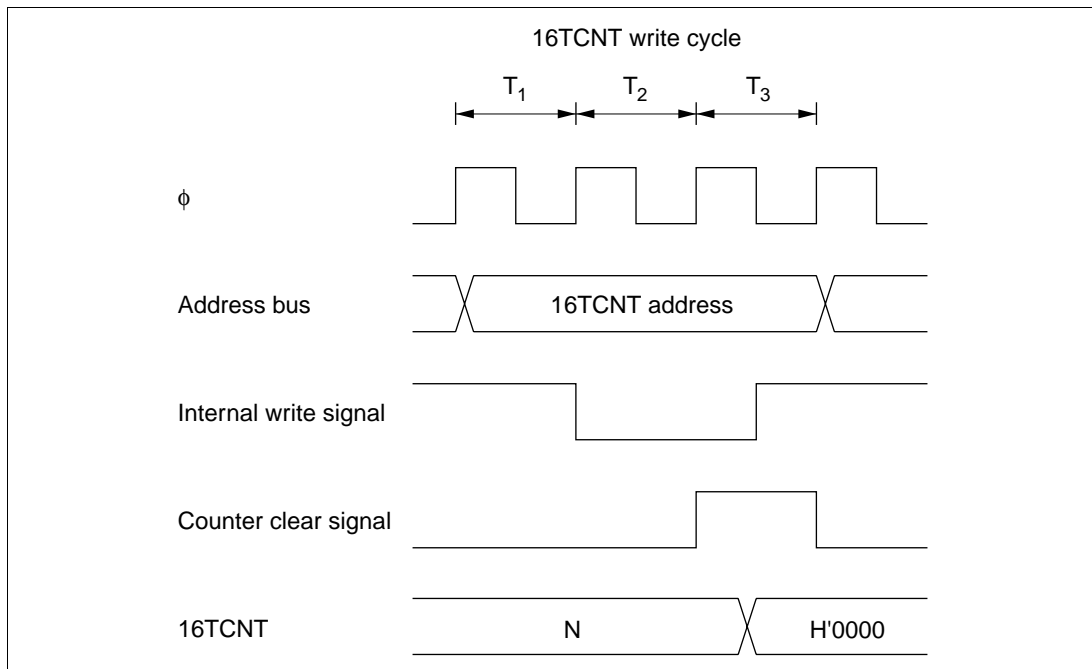 16TCNT write cycle
T1 T2 T3
φ
Address bus
16TCNT address
Internal write signal
Counter clear signal
16TCNT
N
H'0000